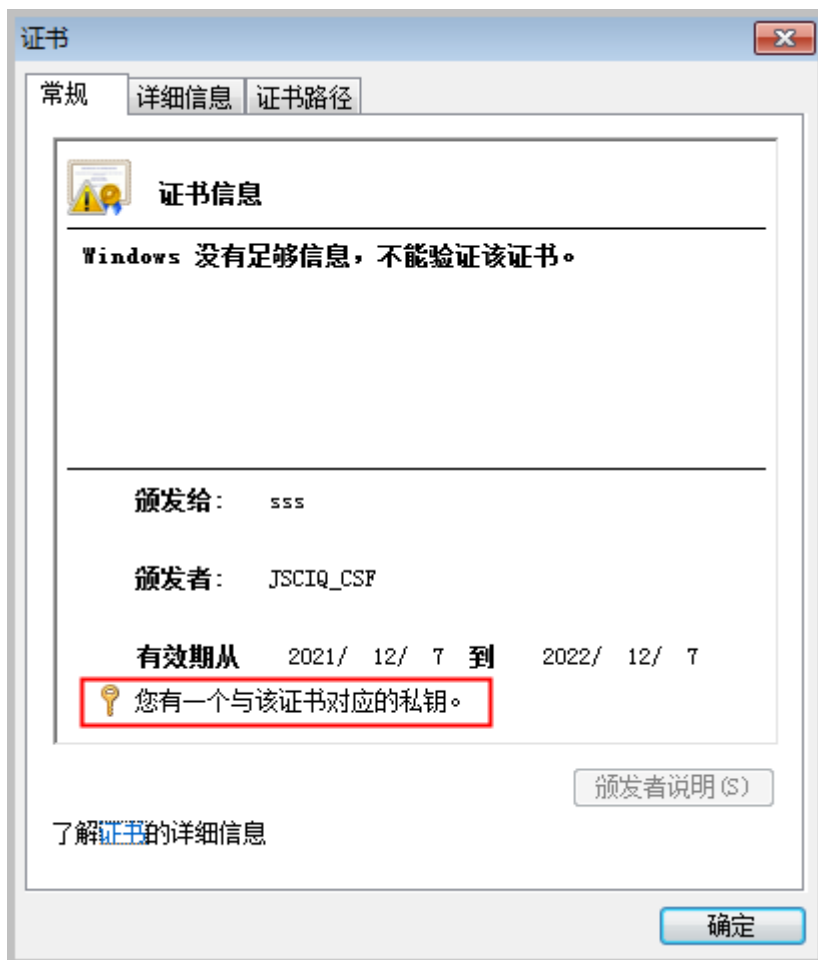 证书
常规 详细信息 证书路径
证书信息
Windows 没有足够信息，不能验证该证书。
颁发给： sss
颁发者： JSCIQ_CSF
有效期从 2021/ 12/ 7 到 2022/ 12/ 7
您有一个与该证书对应的私钥。
颁发者说明(S)
了解证书的详细信息
确定